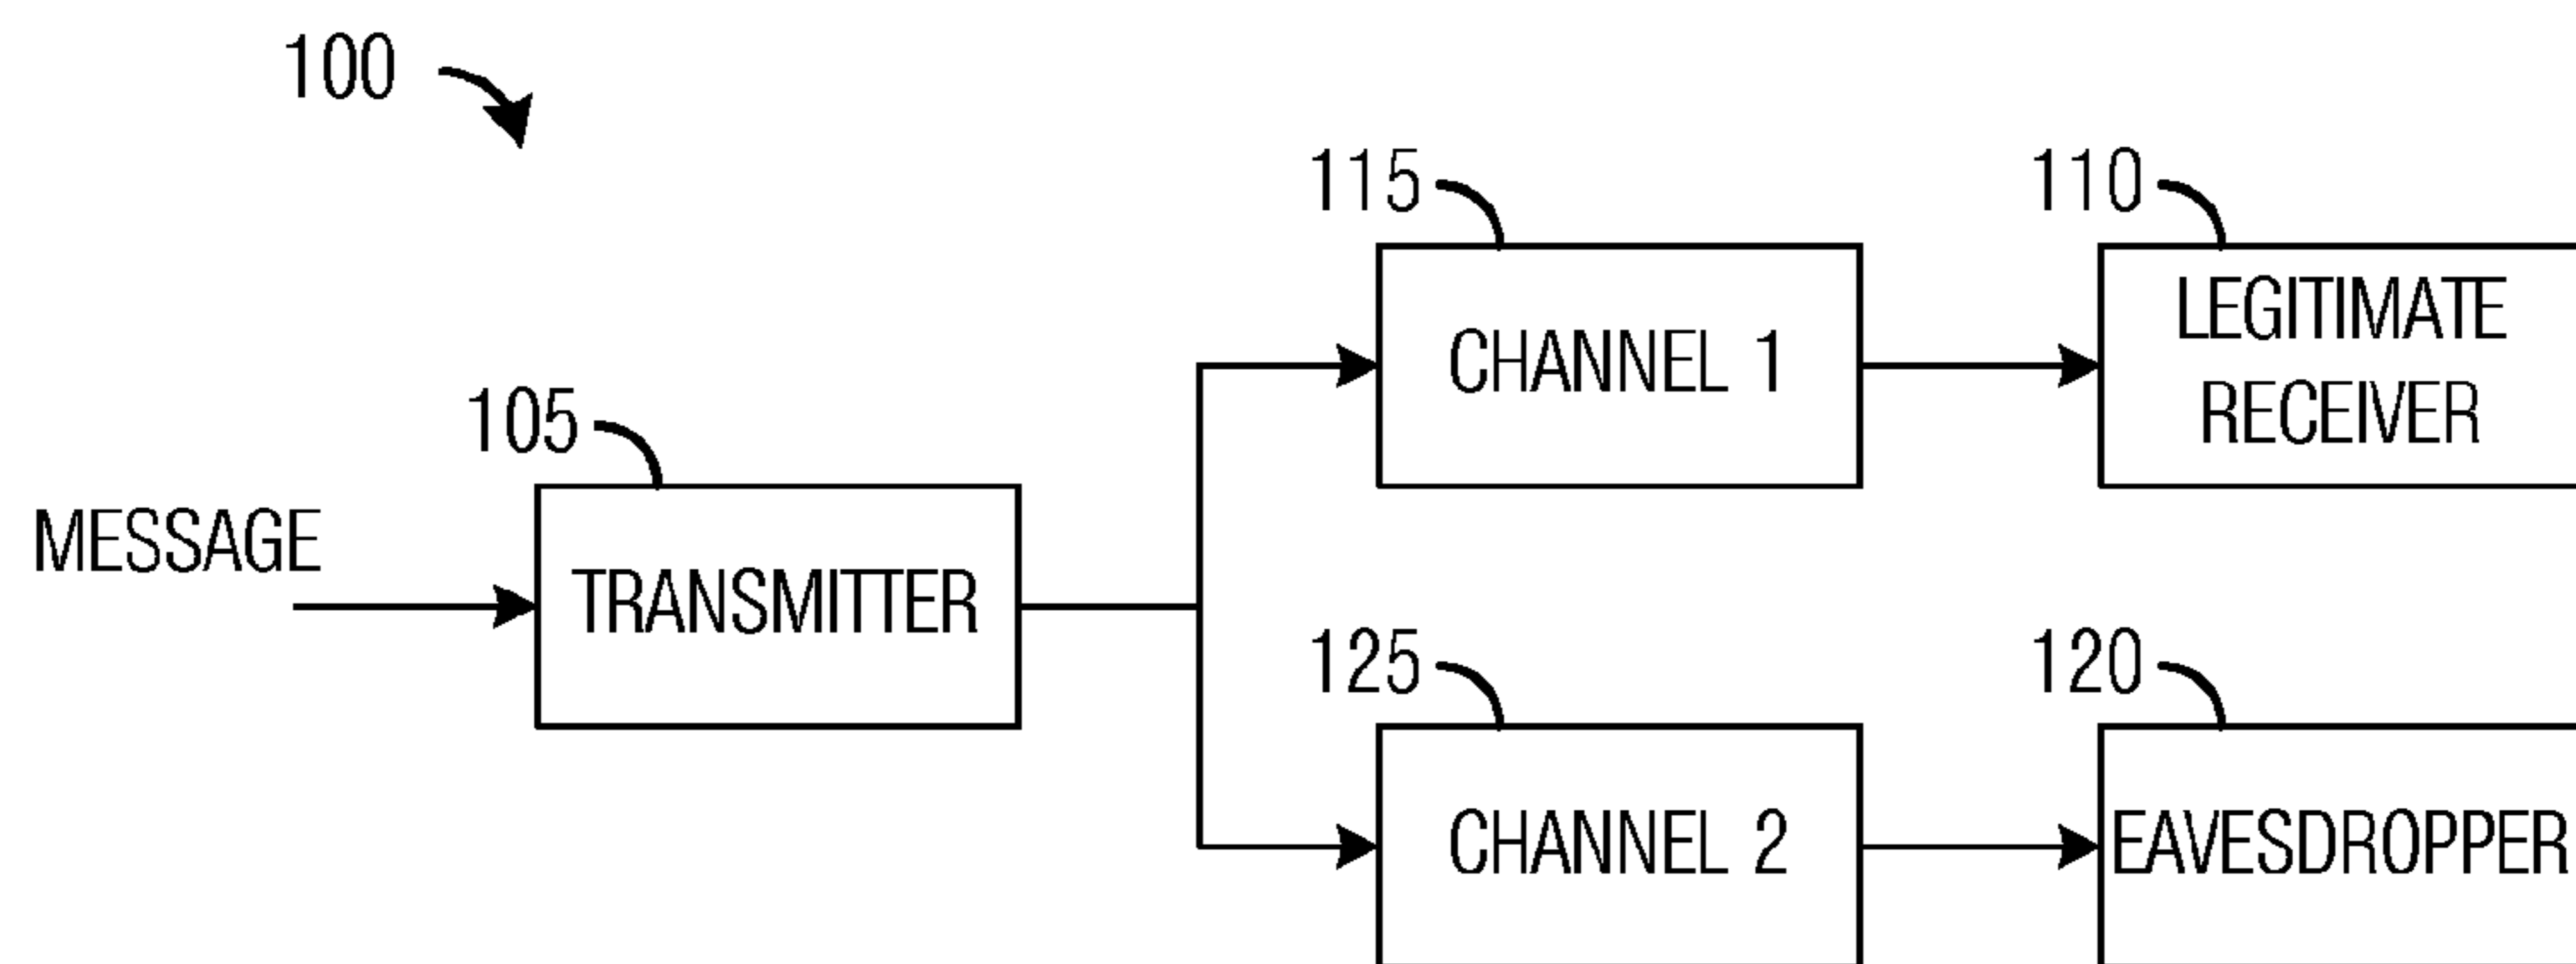 100
115
110
CHANNEL 1
LEGITIMATE
RECEIVER
105
MESSAGE
TRANSMITTER
125
120
CHANNEL 2
EAVESDROPPER